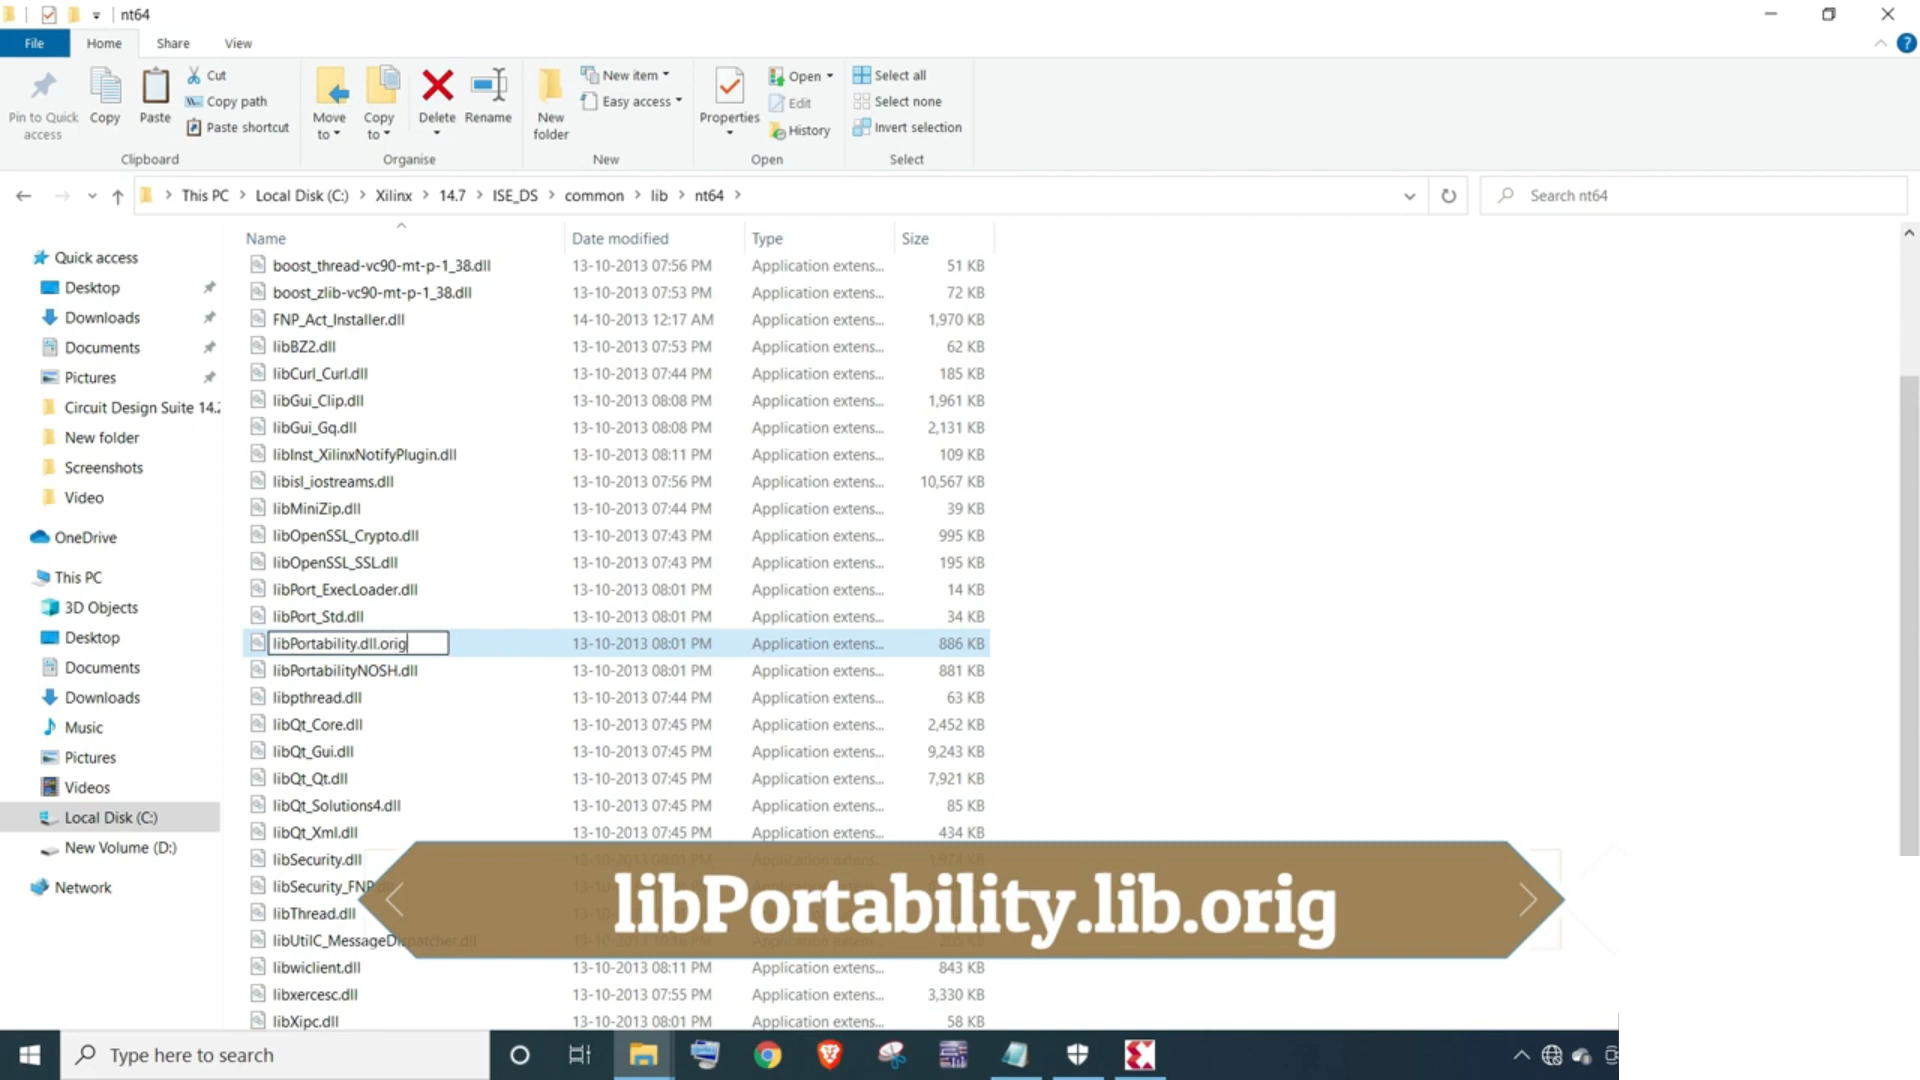 nt64
File Home Share View
Pin to Quick access
Copy
Paste
Cut
Copy path
Paste shortcut
Clipboard
Move to
Copy to
Delete
Rename
Organise
New folder
New item
Easy access
New
Properties
Open
Edit
History
Open
Select all
Select none
Invert selection
Select
This PC Local Disk (C:) Xilinx 14.7 ISE_DS common lib nt64
Search nt64
Quick access
Desktop
Downloads
Documents
Pictures
Circuit Design Suite 14.2
New folder
Screenshots
Video
OneDrive
This PC
3D Objects
Desktop
Documents
Downloads
Music
Pictures
Videos
Local Disk (C:)
New Volume (D:)
Network
Name Date modified Type Size
boost_thread-vc90-mt-p-1_38.dll 13-10-2013 07:56 PM Application extens... 51 KB
boost_zlib-vc90-mt-p-1_38.dll 13-10-2013 07:53 PM Application extens... 72 KB
FNP_Act_Installer.dll 14-10-2013 12:17 AM Application extens... 1,970 KB
libBZ2.dll 13-10-2013 07:53 PM Application extens... 62 KB
libCurl_Curl.dll 13-10-2013 07:44 PM Application extens... 185 KB
libGui_Clip.dll 13-10-2013 08:08 PM Application extens... 1,961 KB
libGui_Gq.dll 13-10-2013 08:08 PM Application extens... 2,131 KB
libInst_XilinxNotifyPlugin.dll 13-10-2013 08:11 PM Application extens... 109 KB
libisl_iostreams.dll 13-10-2013 07:56 PM Application extens... 10,567 KB
libMiniZip.dll 13-10-2013 07:44 PM Application extens... 39 KB
libOpenSSL_Crypto.dll 13-10-2013 07:43 PM Application extens... 995 KB
libOpenSSL_SSL.dll 13-10-2013 07:43 PM Application extens... 195 KB
libPort_ExecLoader.dll 13-10-2013 08:01 PM Application extens... 14 KB
libPort_Std.dll 13-10-2013 08:01 PM Application extens... 34 KB
libPortability.dll.orig 13-10-2013 08:01 PM Application extens... 886 KB
libPortabilityNOSH.dll 13-10-2013 08:01 PM Application extens... 881 KB
libpthread.dll 13-10-2013 07:44 PM Application extens... 63 KB
libQt_Core.dll 13-10-2013 07:45 PM Application extens... 2,452 KB
libQt_Gui.dll 13-10-2013 07:45 PM Application extens... 9,243 KB
libQt_Qt.dll 13-10-2013 07:45 PM Application extens... 7,921 KB
libQt_Solutions4.dll 13-10-2013 07:45 PM Application extens... 85 KB
libQt_Xml.dll 13-10-2013 07:45 PM Application extens... 434 KB
libSecurity.dll
libSecurity_FNP
libThread.dll
libUtilC_MessageDispatcher.dll
libPortability.lib.orig
libwiclient.dll 13-10-2013 08:11 PM Application extens... 843 KB
libxercesc.dll 13-10-2013 07:55 PM Application extens... 3,330 KB
libXipc.dll 13-10-2013 08:01 PM Application extens... 58 KB
Type here to search